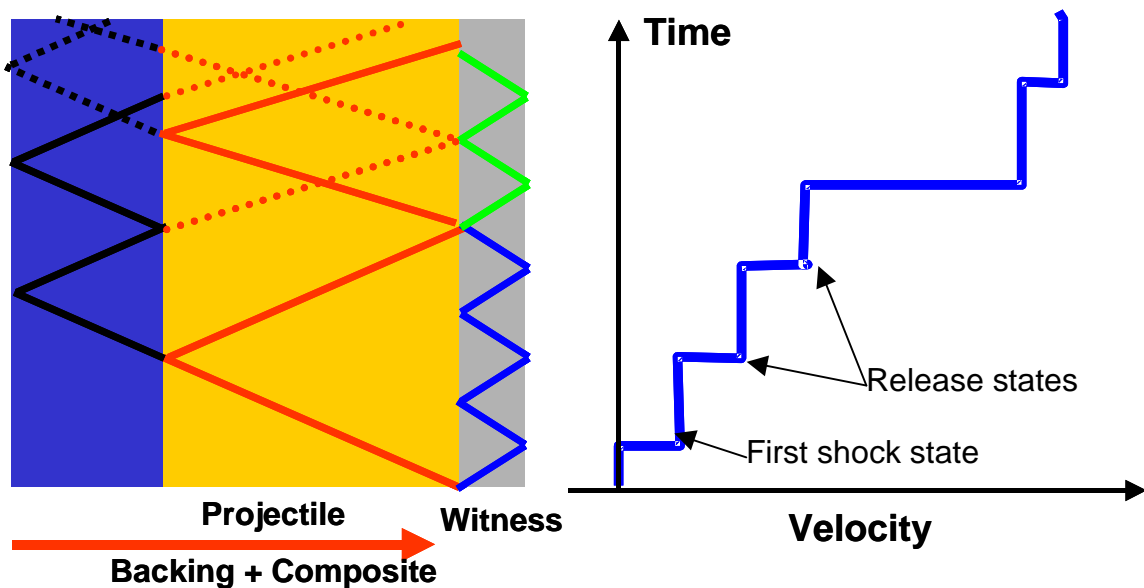 Time
Release states
First shock state
Projectile
Witness
Velocity
Backing + Composite